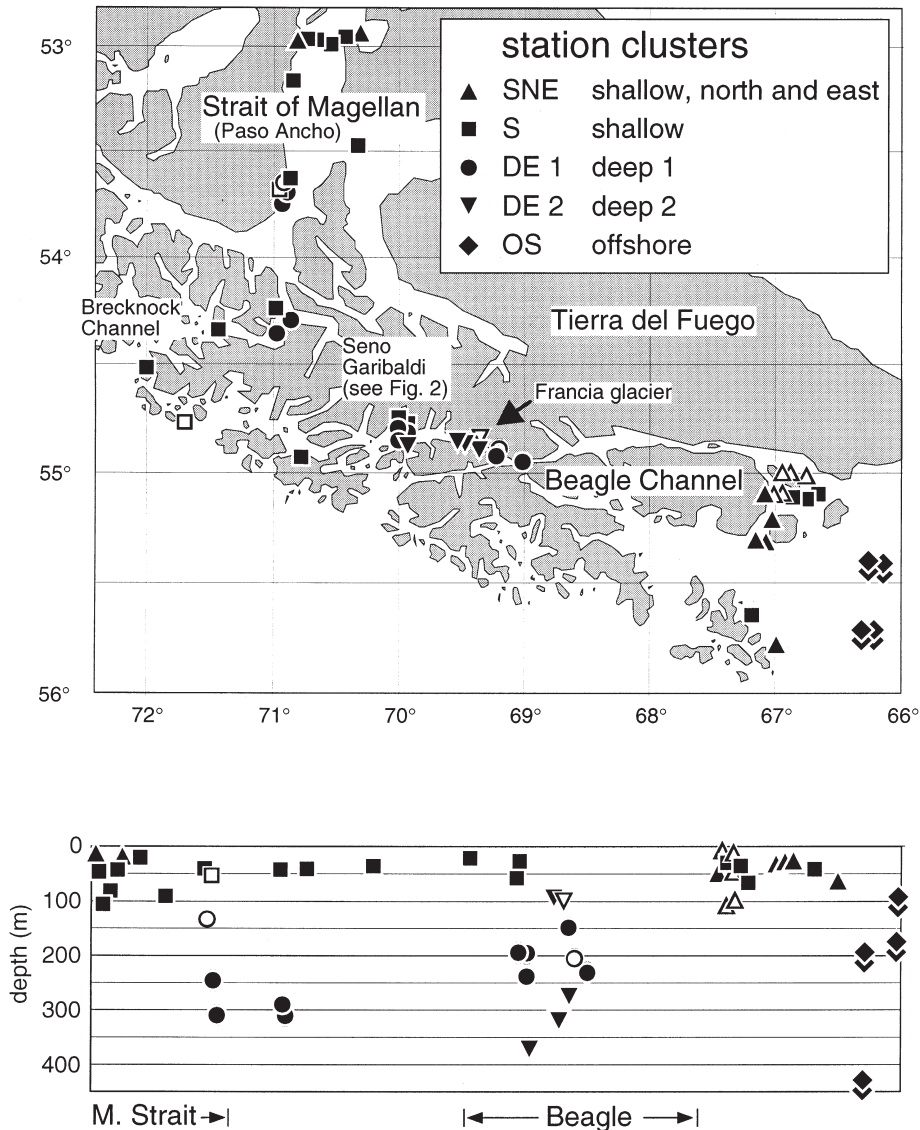 station clusters
SNE shallow, north and east
S shallow
DE 1 deep 1
DE 2 deep 2
OS offshore
53°
54°
55°
56°
Strait of Magellan
(Paso Ancho)
Brecknock
Channel
Seno
Garibaldi
(see Fig. 2)
Tierra del Fuego
Francia glacier
Beagle Channel
72° 71° 70° 69° 68° 67° 66°
depth (m)
0
100
200
300
400
M. Strait Beagle